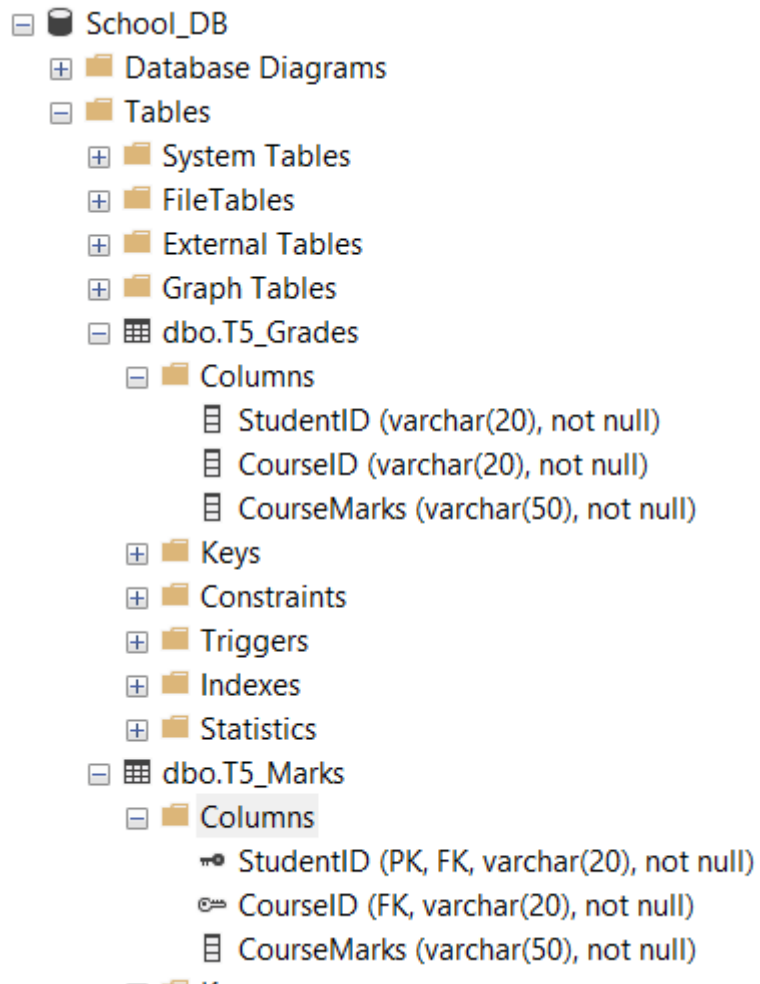 School_DB
Database Diagrams
Tables
System Tables
FileTables
External Tables
Graph Tables
dbo.T5_Grades
Columns
StudentID (varchar(20), not null)
CourseID (varchar(20), not null)
CourseMarks (varchar(50), not null)
Keys
Constraints
Triggers
Indexes
Statistics
dbo.T5_Marks
Columns
StudentID (PK, FK, varchar(20), not null)
CourseID (FK, varchar(20), not null)
CourseMarks (varchar(50), not null)